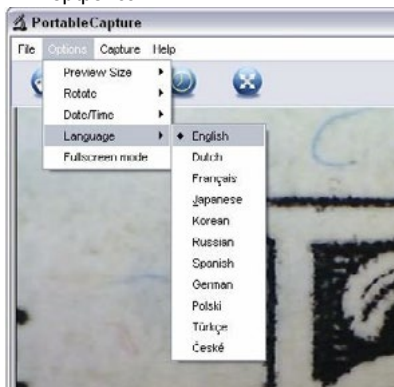 PortableCapture
File Options Capture Help
Preview Size
Rotate
Date/Time
Language
Fullscreen mode
English
Dutch
Français
Japanese
Korean
Russian
Spanish
German
Polski
Türkçe
České